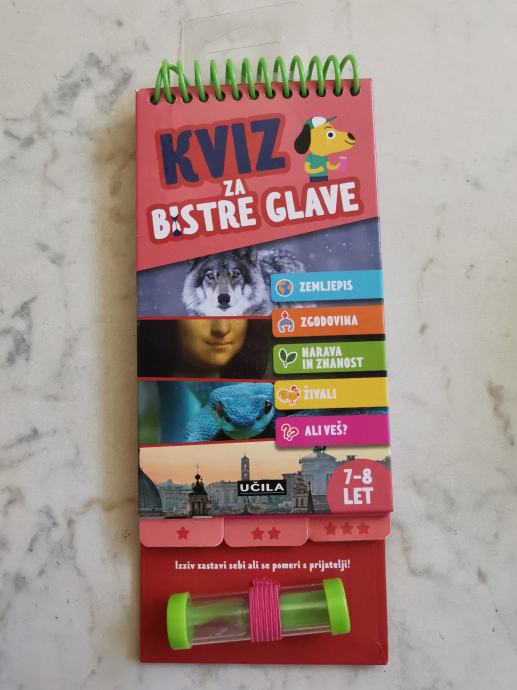 KVIZ
ZA
BISTRE GLAVE
ZEMLJEPIS
ZGODOVINA
NARAVA
IN ZNANOST
ŽIVALI
ALI VEŠ?
UČILA
7-8
LET
Izziv zastavi sebi ali se pomeri s prijatelji!